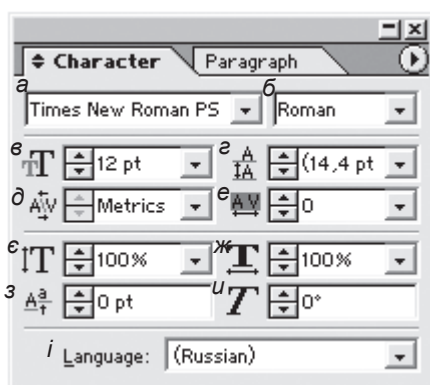 Character Paragraph
а б
Times New Roman PS Roman
в 12 pt г (14,4 pt
д Metrics е 0
є 100% ж 100%
з 0 pt и 0°
і Language: (Russian)